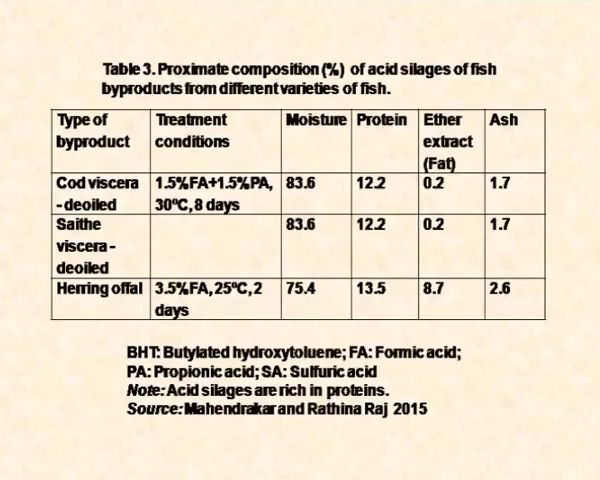 Table 3. Proximate composition (%) of acid silages of fish
byproducts from different varieties of fish.
Type of byproduct Treatment conditions Moisture Protein Ether extract (Fat) Ash
Cod viscera - deoiled 1.5%FA+1.5%PA, 30ºC, 8 days 83.6 12.2 0.2 1.7
Saithe viscera - deoiled 83.6 12.2 0.2 1.7
Herring offal 3.5%FA, 25ºC, 2 days 75.4 13.5 8.7 2.6
BHT: Butylated hydroxytoluene; FA: Formic acid;
PA: Propionic acid; SA: Sulfuric acid
Note: Acid silages are rich in proteins.
Source: Mahendrakar and Rathina Raj 2015